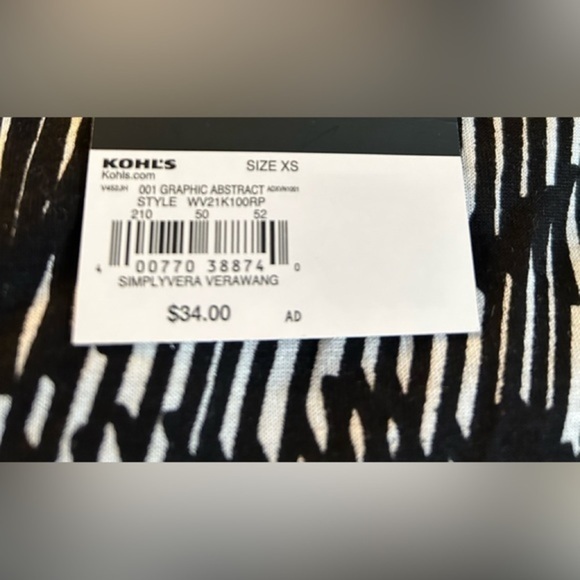 KOHL'S SIZE XS
Kohls.com
V452JH 001 GRAPHIC ABSTRACT
STYLE WV21K100RP
210 50 52
4 00770 38874 0
SIMPLYVERA VERAWANG
$34.00 AD